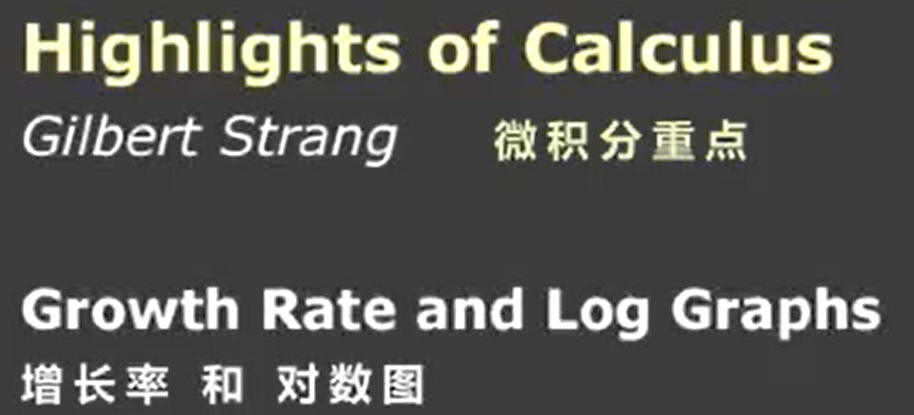 Highlights of Calculus
Gilbert Strang 微积分重点
Growth Rate and Log Graphs
增长率 和 对数图